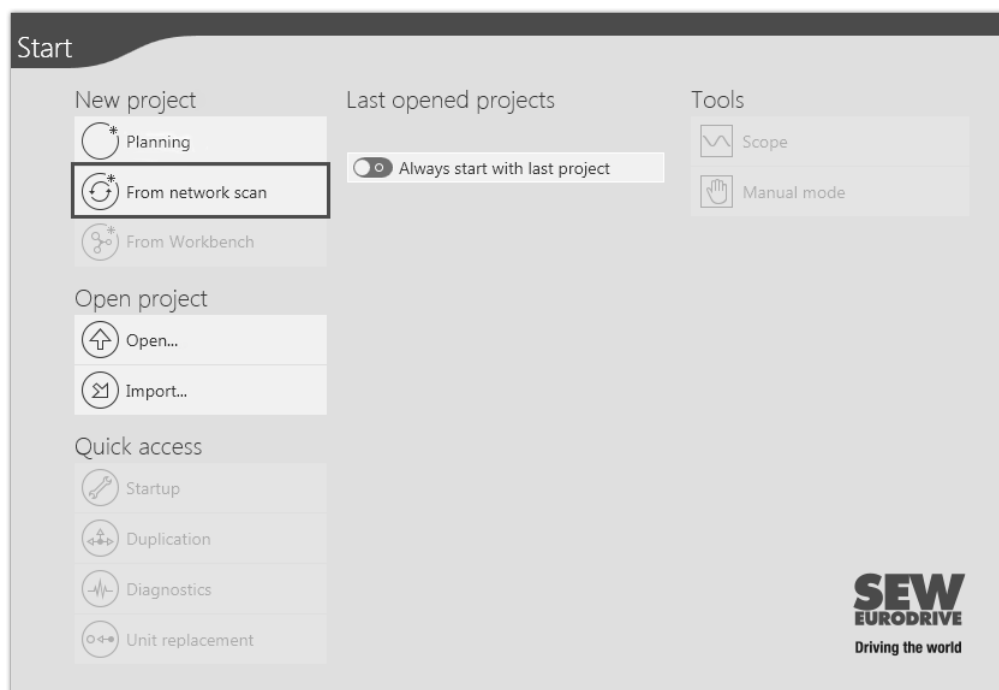 Start
New project
Planning
From network scan
From Workbench
Open project
Open...
Import...
Quick access
Startup
Duplication
Diagnostics
Unit replacement
Last opened projects
Always start with last project
Tools
Scope
Manual mode
SEW
EURODRIVE
Driving the world